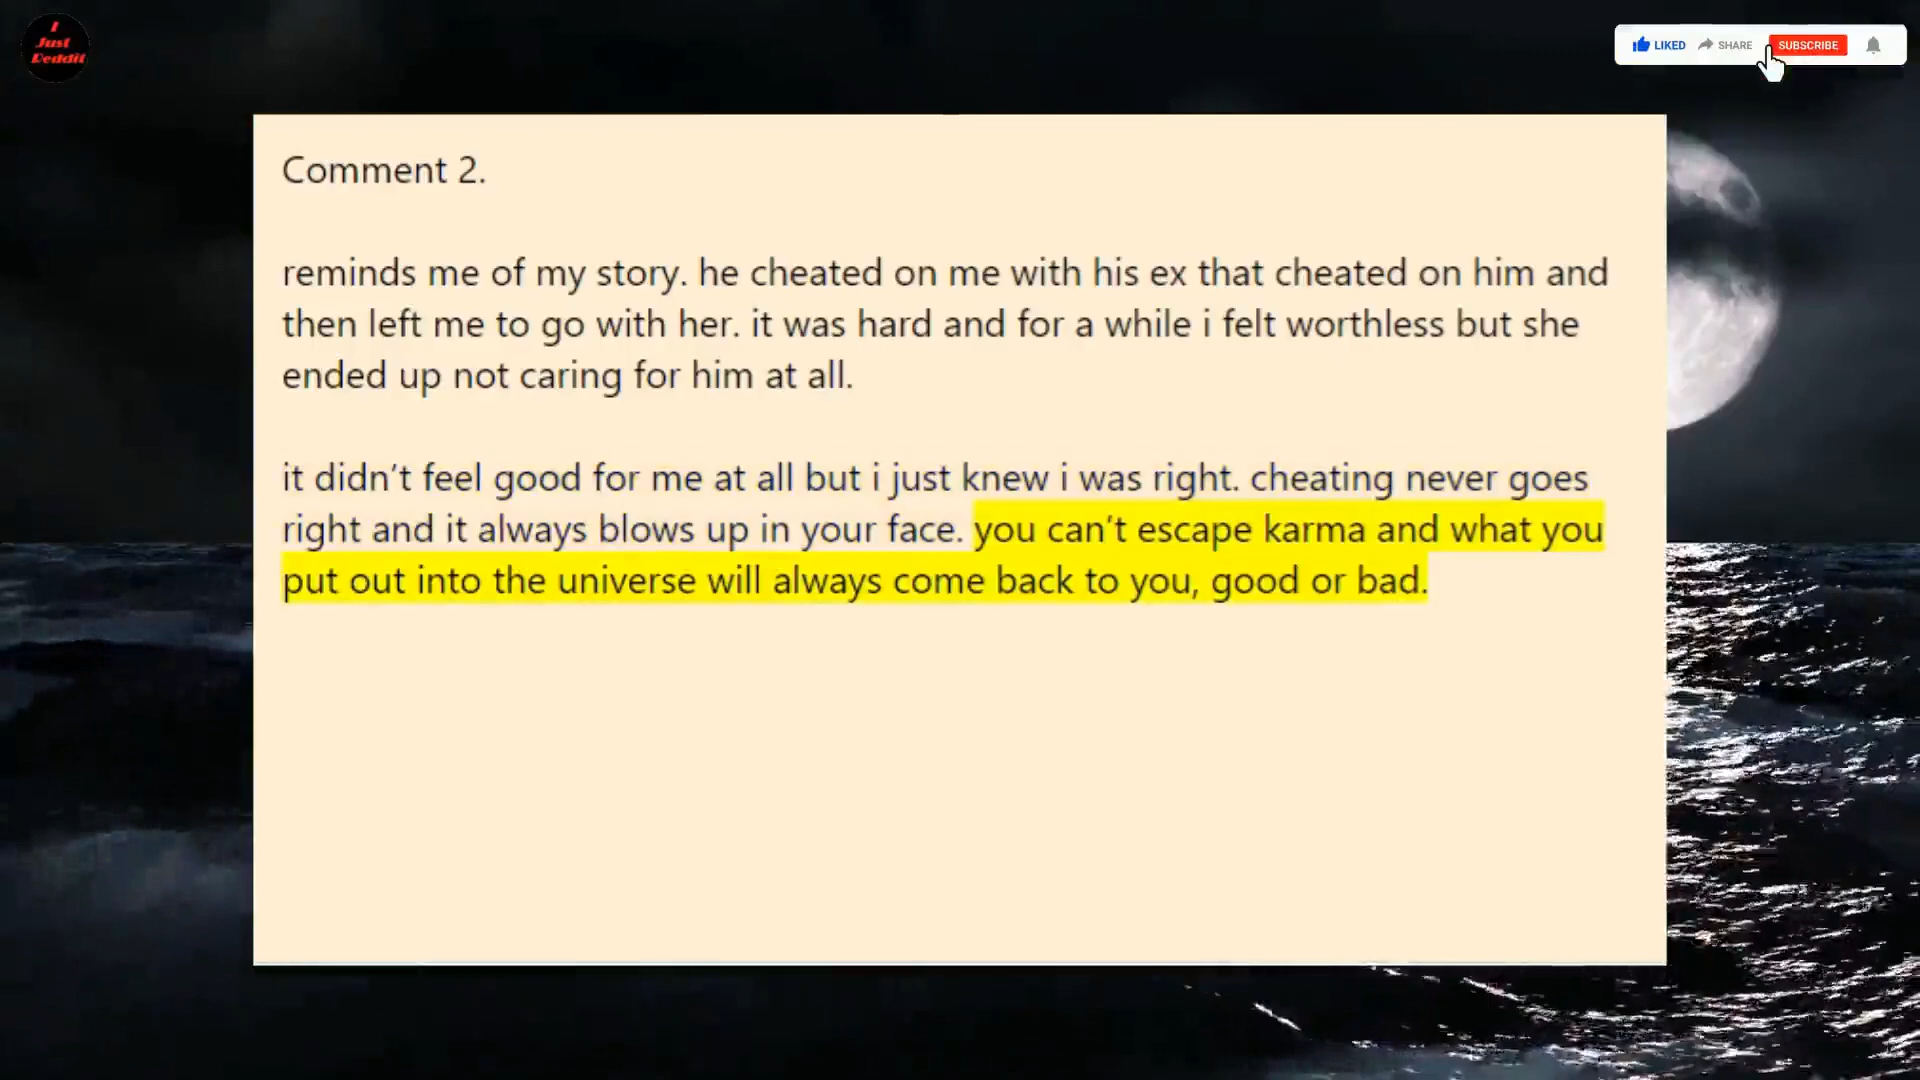 I
Just
Reddit
LIKED SHARE SUBSCRIBE
Comment 2.
reminds me of my story. he cheated on me with his ex that cheated on him and
then left me to go with her. it was hard and for a while i felt worthless but she
ended up not caring for him at all.
it didn’t feel good for me at all but i just knew i was right. cheating never goes
right and it always blows up in your face. you can’t escape karma and what you
put out into the universe will always come back to you, good or bad.